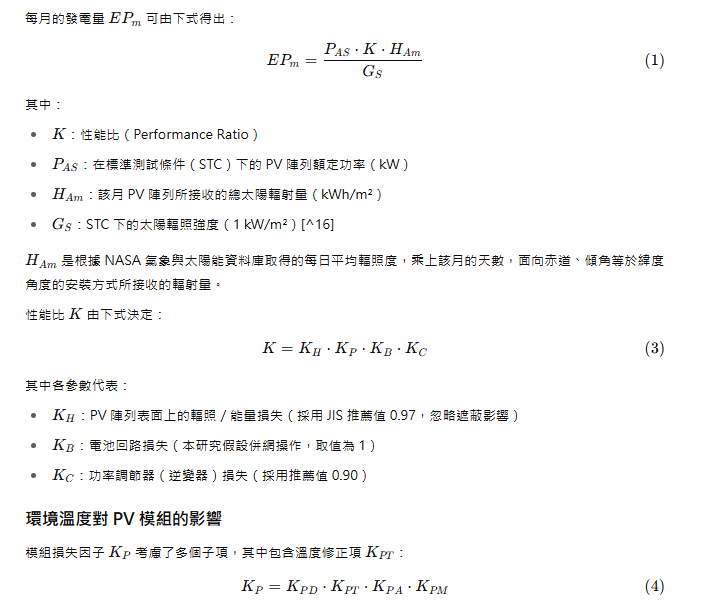 每月的發電量 EP_m 可由下式得出：
EP_m = \frac{P_{AS} \cdot K \cdot H_{Am}}{G_S} (1)
其中：
• K：性能比（Performance Ratio）
• P_{AS}：在標準測試條件（STC）下的 PV 陣列額定功率（kW）
• H_{Am}：該月 PV 陣列所接收的總太陽輻射量（kWh/m²）
• G_S：STC 下的太陽輻照強度（1 kW/m²）[^16]
H_{Am} 是根據 NASA 氣象與太陽能資料庫取得的每日平均輻照度，乘上該月的天數，面向赤道、傾角等於緯度
角度的安裝方式所接收的輻射量。
性能比 K 由下式決定：
K = K_H \cdot K_P \cdot K_B \cdot K_C (3)
其中各參數代表：
• K_H：PV 陣列表面上的輻照 / 能量損失（採用 JIS 推薦值 0.97，忽略遮蔽影響）
• K_B：電池回路損失（本研究假設併網操作，取值為 1）
• K_C：功率調節器（逆變器）損失（採用推薦值 0.90）
環境溫度對 PV 模組的影響
模組損失因子 K_P 考慮了多個子項，其中包含溫度修正項 K_{PT}：
K_P = K_{PD} \cdot K_{PT} \cdot K_{PA} \cdot K_{PM} (4)